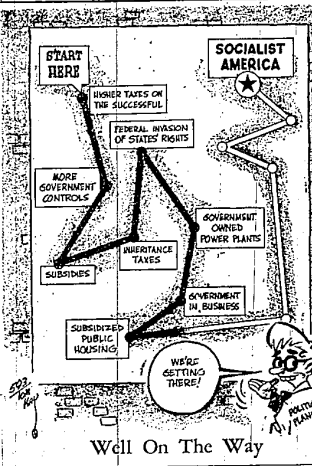 START
HERE
SOCIALIST
AMERICA
HIGHER TAXES ON
THE SUCCESSFUL
FEDERAL INVASION
OF STATES' RIGHTS
MORE
GOVERNMENT
CONTROLS
GOVERNMENT
OWNED
POWER PLANTS
INHERITANCE
TAXES
SUBSIDIES
GOVERNMENT
IN BUSINESS
SUBSIDIZED
PUBLIC
HOUSING
WE'RE
GETTING
THERE!
Well On The Way